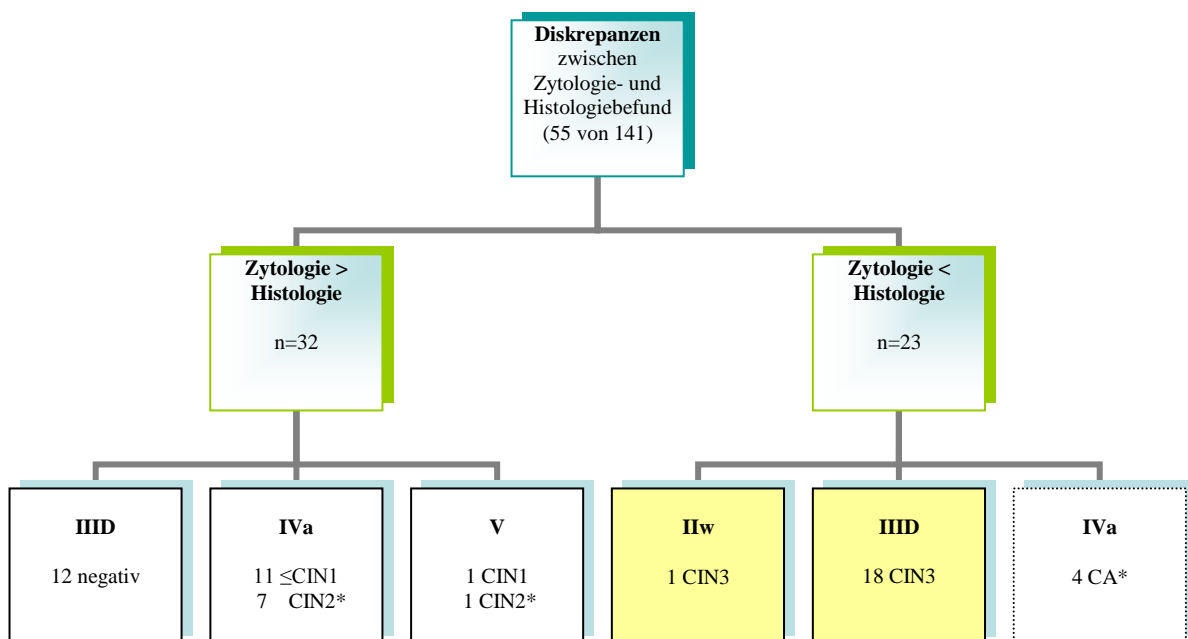 Diskrepanzen
zwischen
Zytologie- und
Histologiebefund
(55 von 141)
Zytologie >
Histologie
n=32
Zytologie <
Histologie
n=23
IIID
12 negativ
IVa
11 ≤CIN1
7 CIN2*
V
1 CIN1
1 CIN2*
IIw
1 CIN3
IIID
18 CIN3
IVa
4 CA*